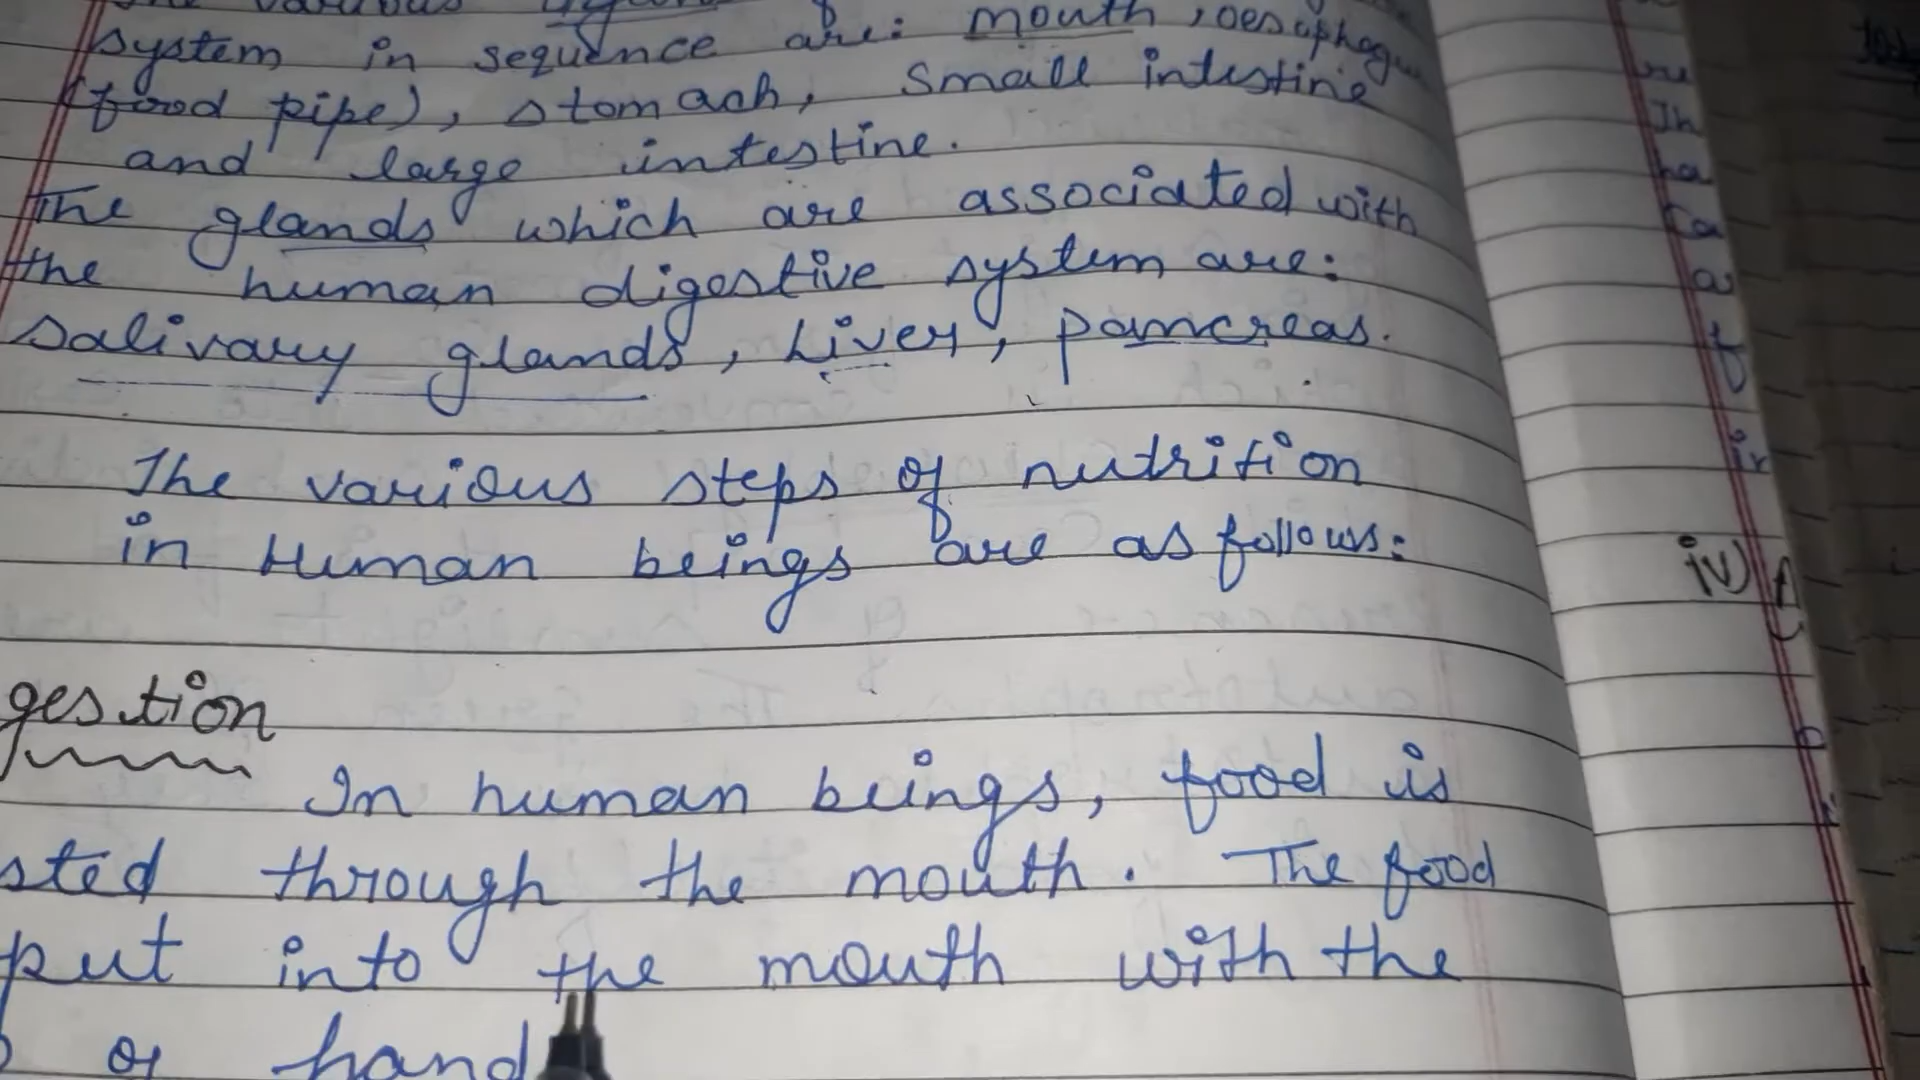 system in sequence are: mouth, oesophagu
(food pipe), stomach, small intestine
and large intestine.
The glands which are associated with
the human digestive system are:
salivary glands, Liver, pancreas.
The various steps of nutrition
in Human beings are as follows:
gestion
In human beings, food is
sted through the mouth. The food
put into the mouth with the
of hand
iv)